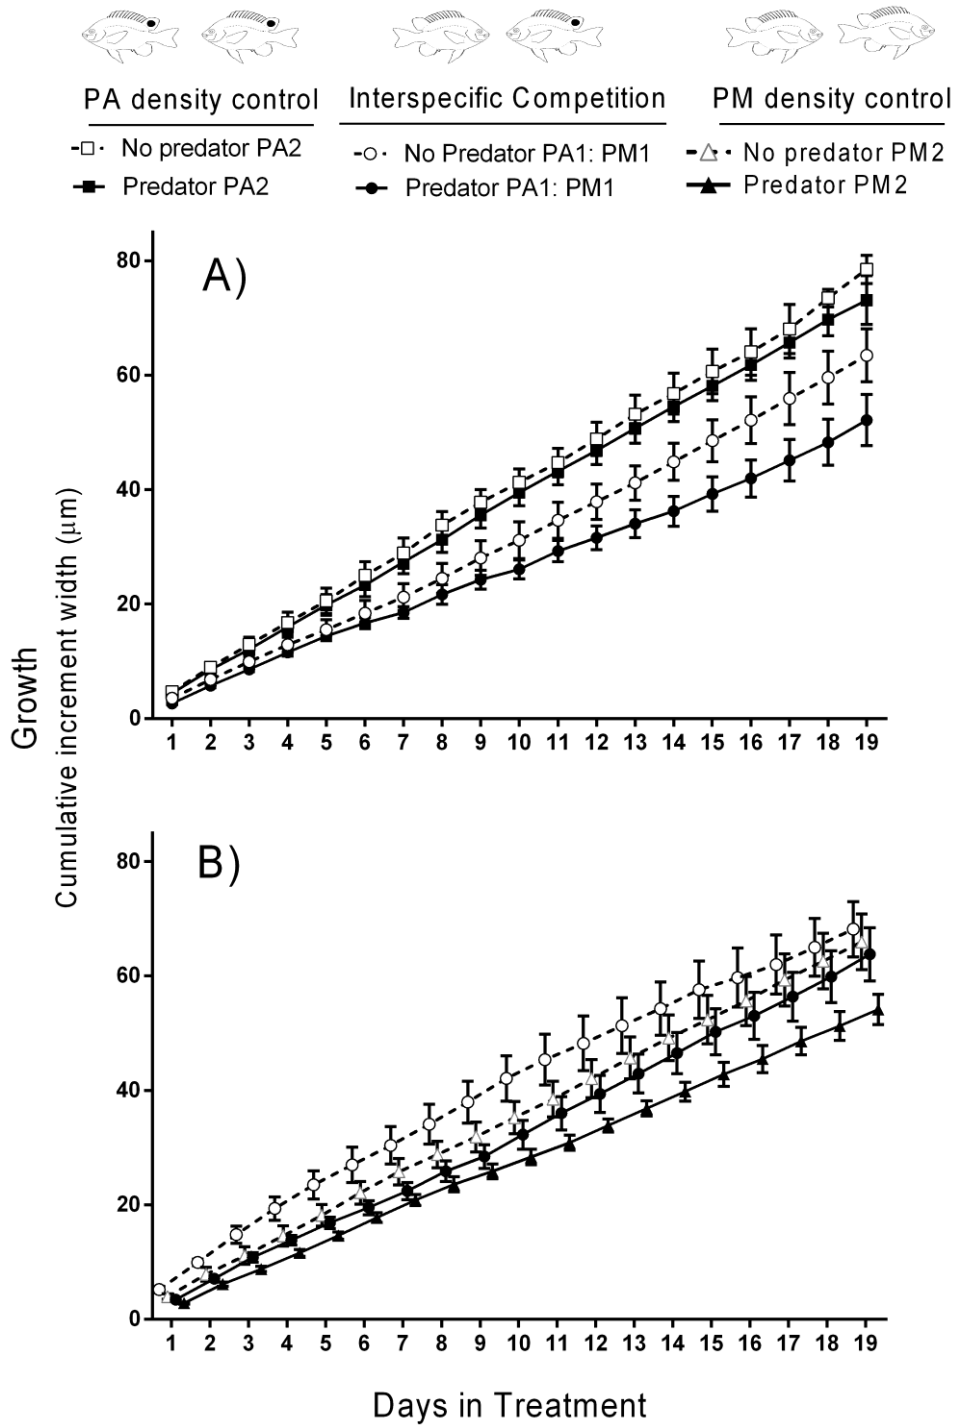 PA density control
Interspecific Competition
PM density control
No predator PA2
Predator PA2
No Predator PA1: PM1
Predator PA1: PM1
No predator PM2
Predator PM2
A)
80
60
40
20
0
1 2 3 4 5 6 7 8 9 10 11 12 13 14 15 16 17 18 19
Growth
Cumulative increment width (μm)
B)
80
60
40
20
0
1 2 3 4 5 6 7 8 9 10 11 12 13 14 15 16 17 18 19
Days in Treatment